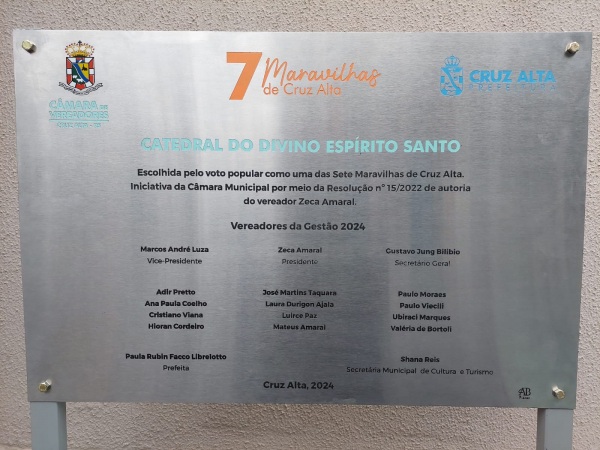 7 Maravilhas
de Cruz Alta
CÂMARA DE
VEREADORES
CRUZ ALTA
PREFEITURA
CATEDRAL DO DIVINO ESPÍRITO SANTO
Escolhida pelo voto popular como uma das Sete Maravilhas de Cruz Alta.
Iniciativa da Câmara Municipal por meio da Resolução nº 15/2022 de autoria
do vereador Zeca Amaral.
Vereadores da Gestão 2024
Marcos André Luza
Vice-Presidente
Zeca Amaral
Presidente
Gustavo Jung Bilibio
Secretário Geral
Adir Pretto
Ana Paula Coelho
Cristiano Viana
Hioran Cordeiro
José Martinz Taquare
Laura Durigon Ajala
Luirce Paz
Mateus Amaral
Paulo Moraes
Paulo Viecili
Ubireci Marques
Valéria de Bortoli
Paula Rubin Facco Librelotto
Prefeita
Shana Reis
Secretária Municipal de Cultura e Turismo
Cruz Alta, 2024